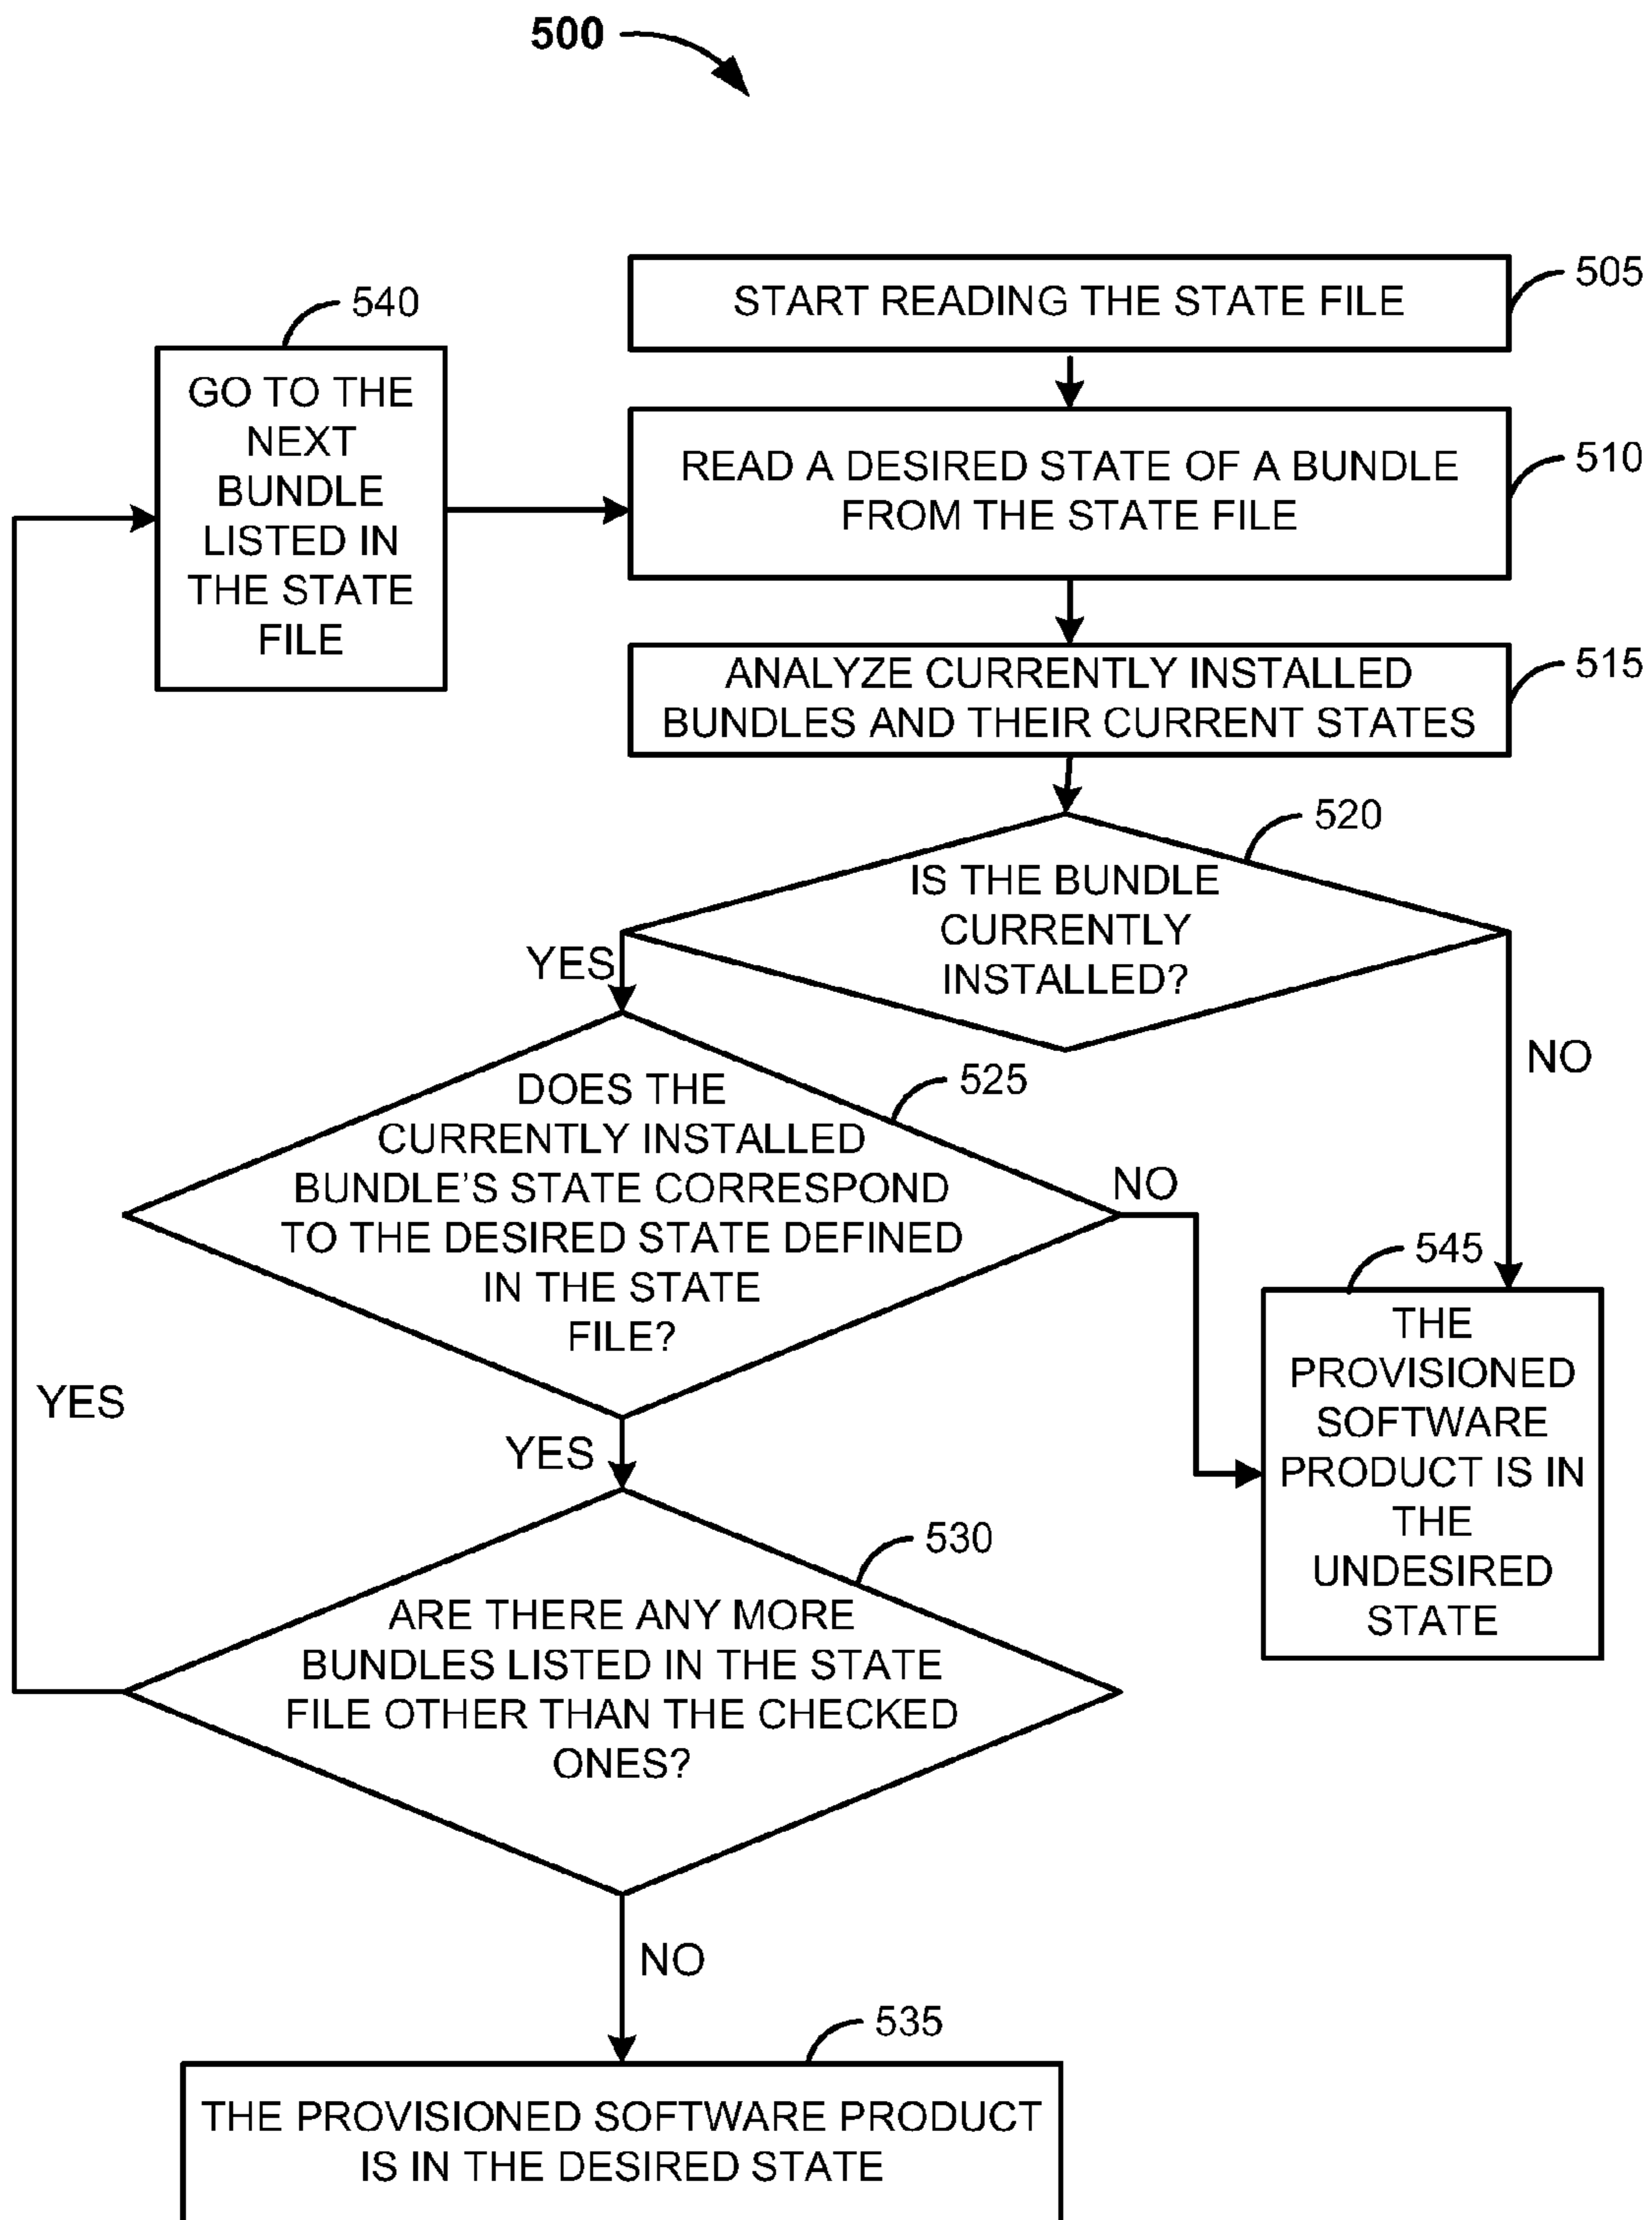 500
505
START READING THE STATE FILE
540
GO TO THE
NEXT
BUNDLE
LISTED IN
THE STATE
FILE
510
READ A DESIRED STATE OF A BUNDLE
FROM THE STATE FILE
515
ANALYZE CURRENTLY INSTALLED
BUNDLES AND THEIR CURRENT STATES
520
IS THE BUNDLE
CURRENTLY
INSTALLED?
YES
NO
525
DOES THE
CURRENTLY INSTALLED
BUNDLE’S STATE CORRESPOND
TO THE DESIRED STATE DEFINED
IN THE STATE
FILE?
NO
545
THE
PROVISIONED
SOFTWARE
PRODUCT IS IN
THE
UNDESIRED
STATE
YES
YES
530
ARE THERE ANY MORE
BUNDLES LISTED IN THE STATE
FILE OTHER THAN THE CHECKED
ONES?
NO
535
THE PROVISIONED SOFTWARE PRODUCT
IS IN THE DESIRED STATE